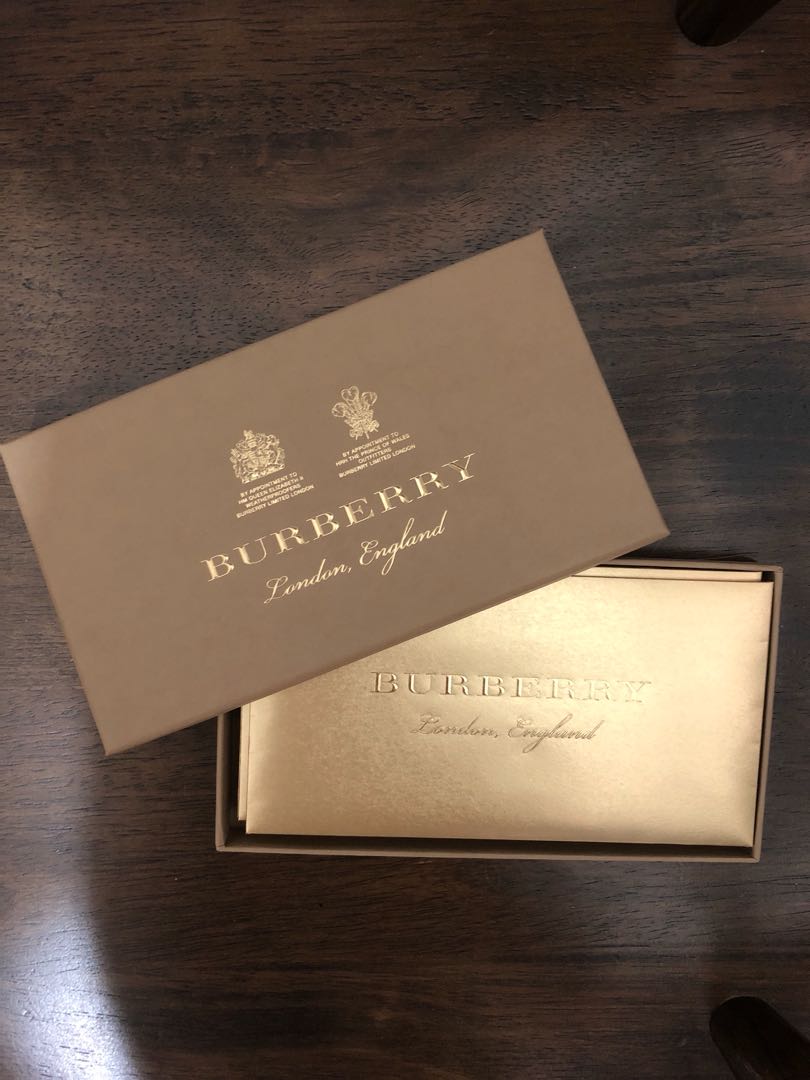 BY APPOINTMENT TO
HM QUEEN ELIZABETH II
WEATHERPROOFERS
BURBERRY LIMITED LONDON
BY APPOINTMENT TO
HRH THE PRINCE OF WALES
OUTFITTERS
BURBERRY LIMITED LONDON
BURBERRY
London, England
BURBERRY
London, England